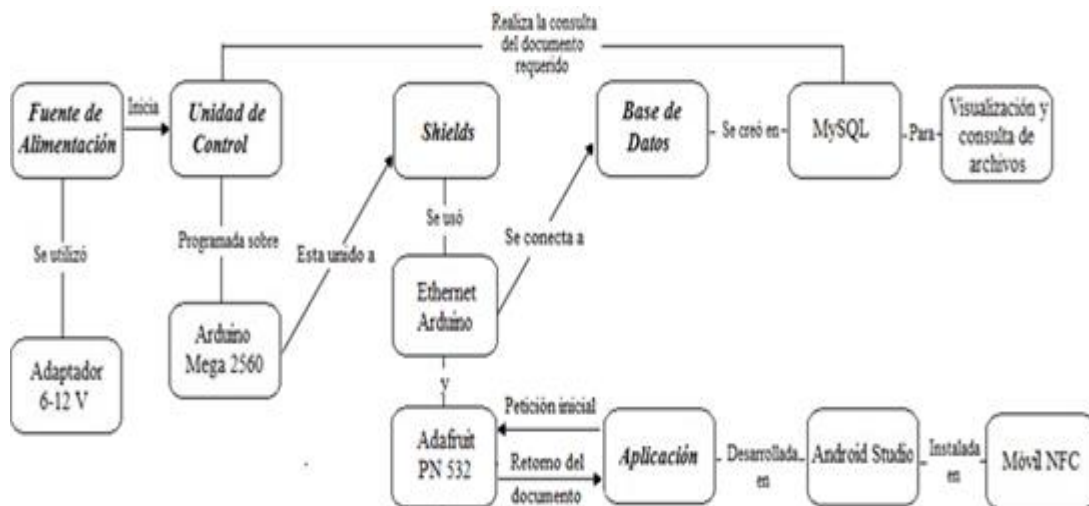 Realiza la consulta
del documento
requerido
Fuente de
Alimentación
Inicia
Unidad de
Control
Shields
Base de
Datos
Se creó en
MySQL
Para
Visualización y
consulta de
archivos
Se utilizó
Programada sobre
Esta unido a
Se usó
Se conecta a
Adaptador
6-12 V
Arduino
Mega 2560
Ethernet
Arduino
y
Adafruit
PN 532
Petición inicial
Retorno del
documento
Aplicación
Desarrollada
en
Android Studio
Instalada
en
Móvil NFC